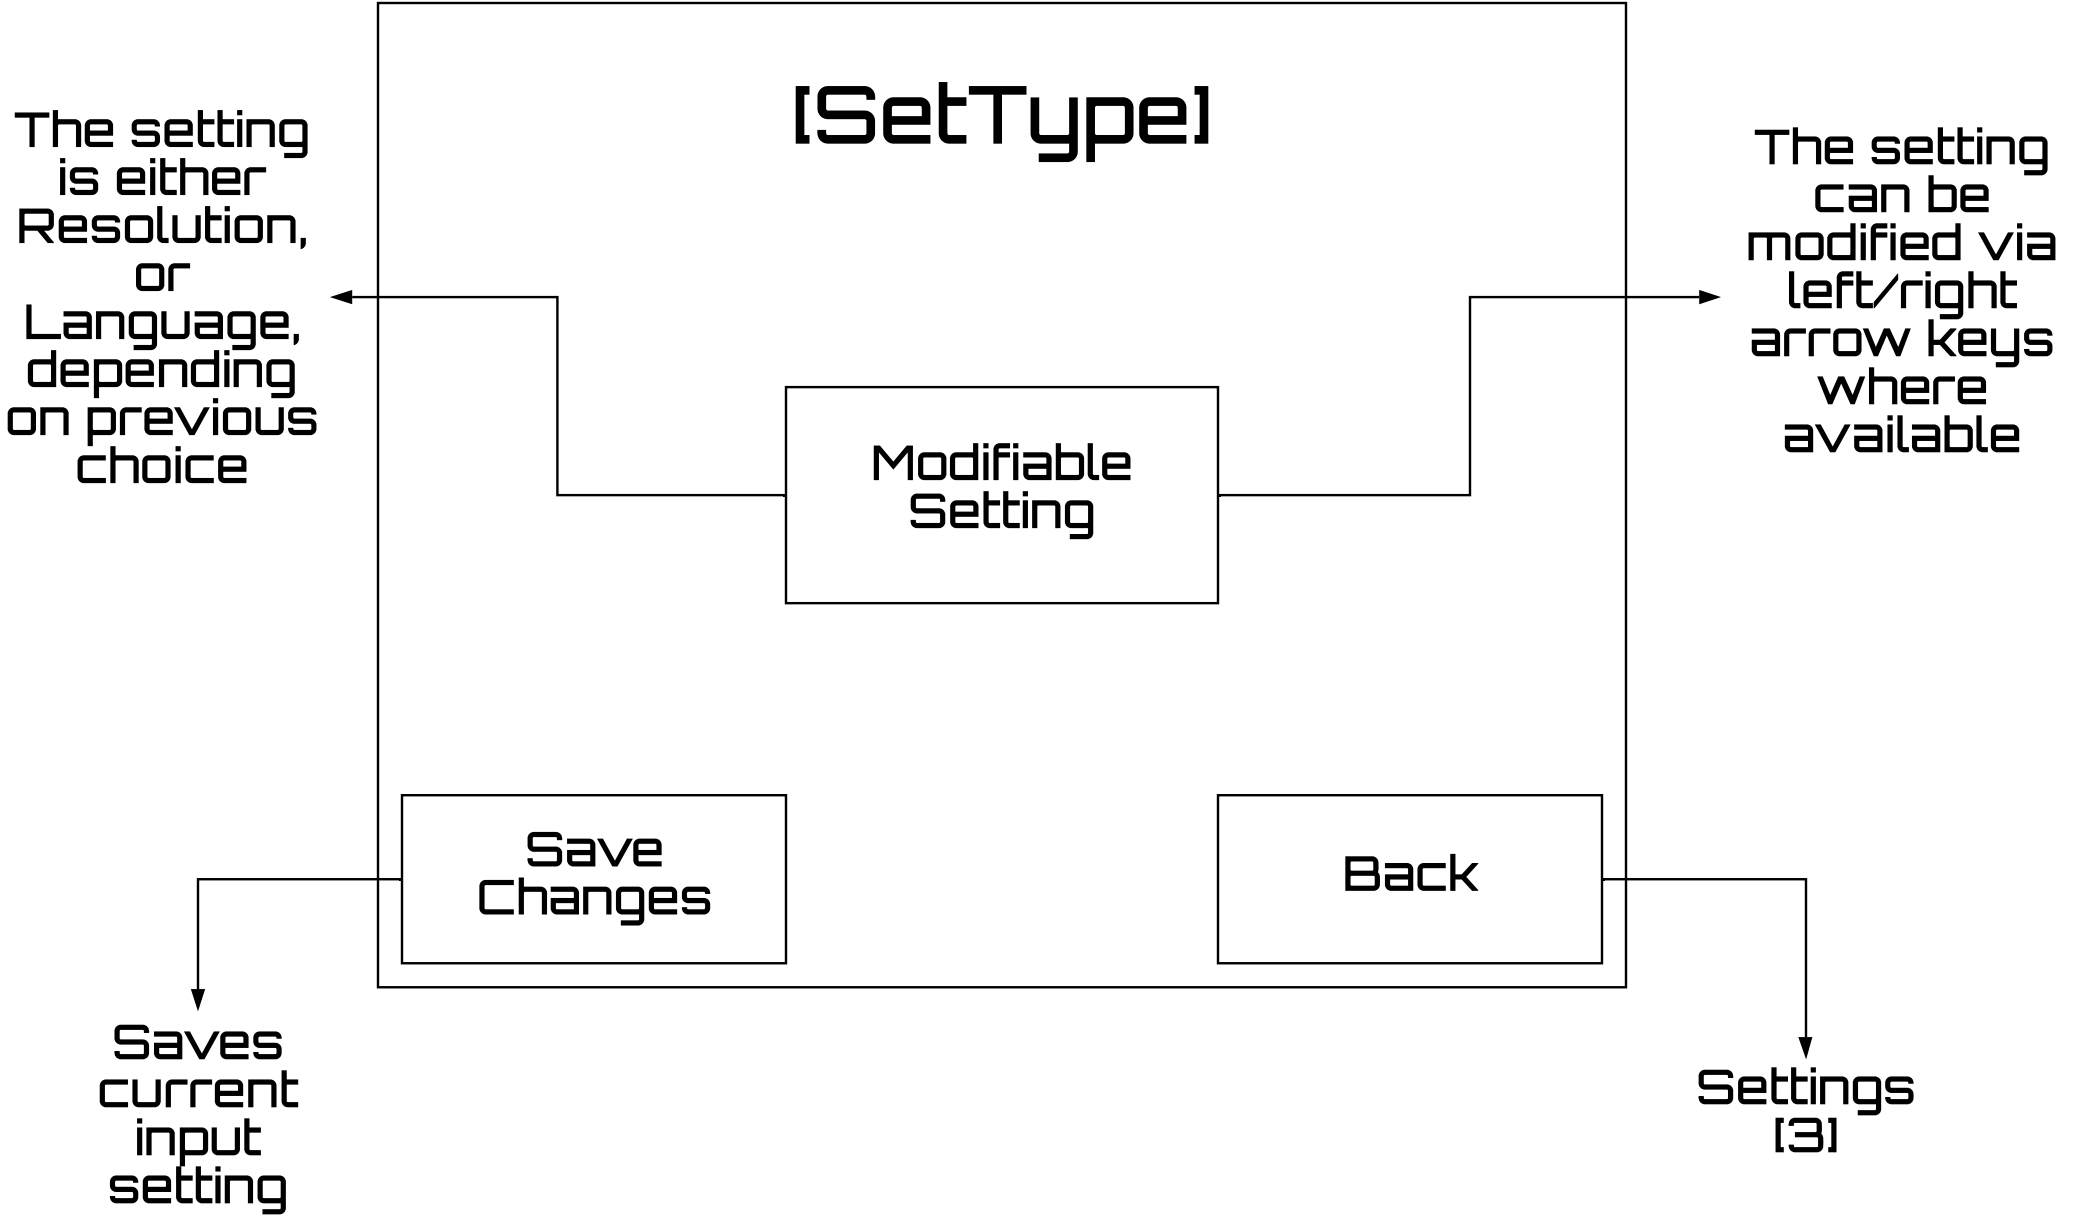 [SetType]
The setting
is either
Resolution,
or
Language,
depending
on previous
choice
The setting
can be
modified via
left/right
arrow keys
where
available
Modifiable
Setting
Save
Changes
Back
Saves
current
input
setting
Settings
[3]